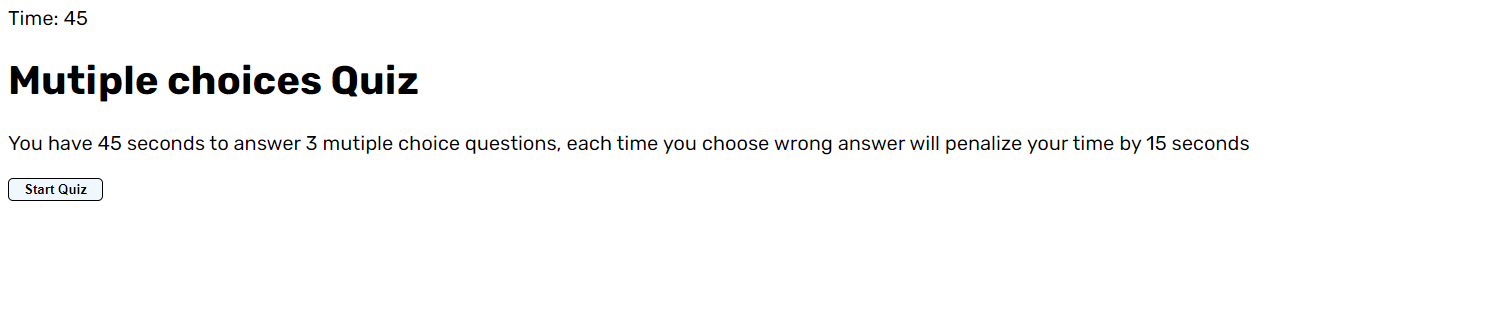 Time: 45
Mutiple choices Quiz
You have 45 seconds to answer 3 mutiple choice questions, each time you choose wrong answer will penalize your time by 15 seconds
Start Quiz